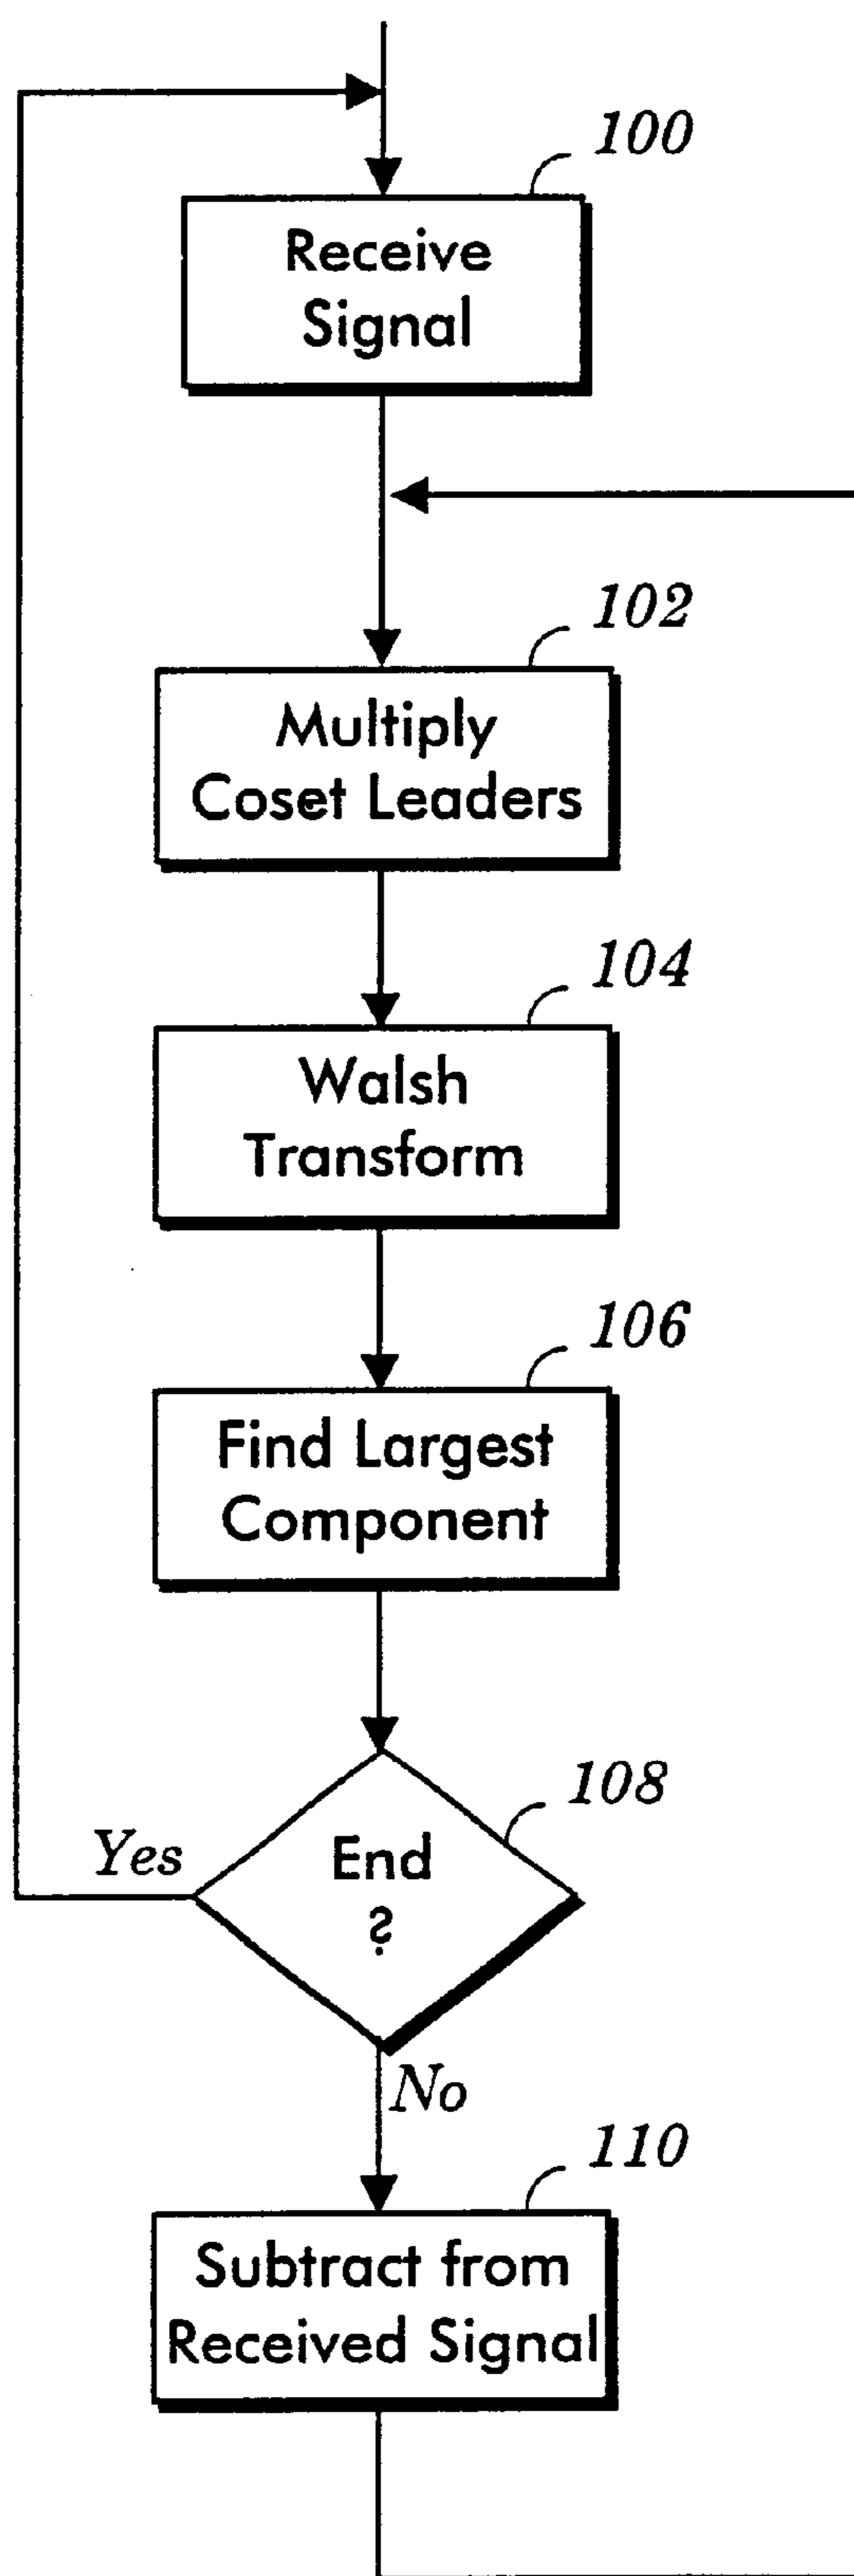 100
Receive
Signal
102
Multiply
Coset Leaders
104
Walsh
Transform
106
Find Largest
Component
108
Yes
End
?
No
110
Subtract from
Received Signal